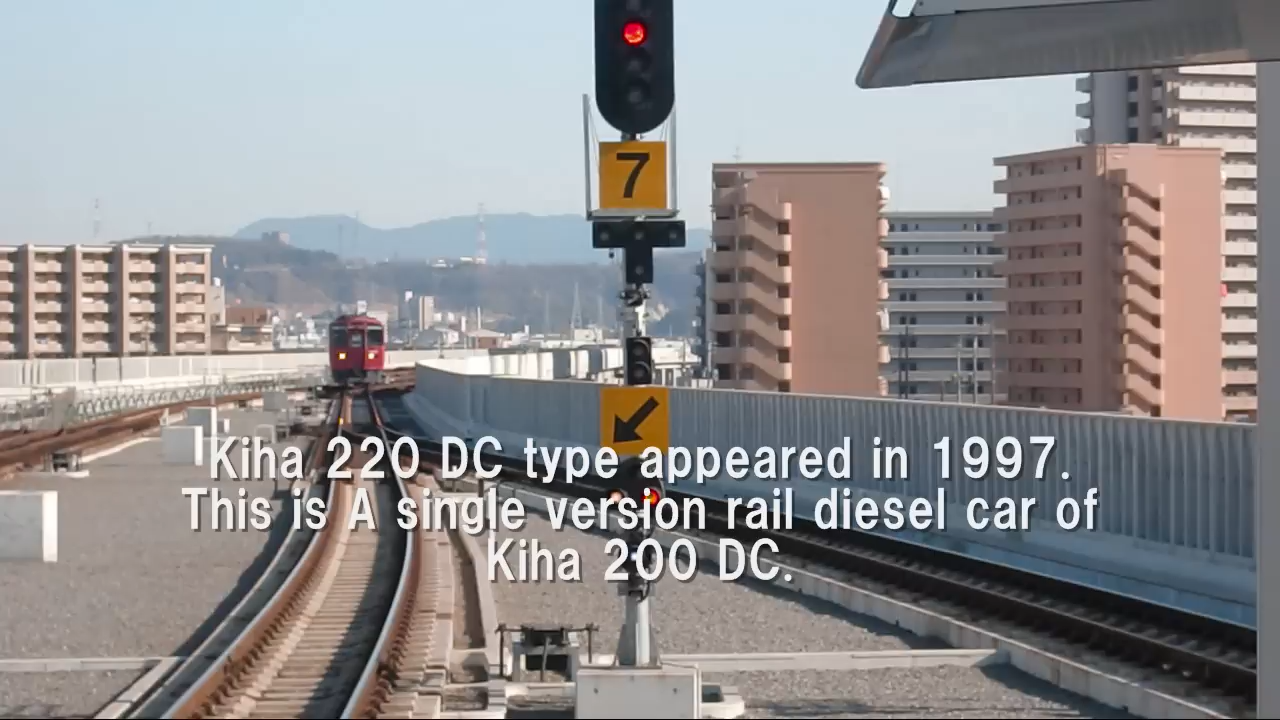 7
Kiha 220 DC type appeared in 1997.
This is A single version rail diesel car of
Kiha 200 DC.